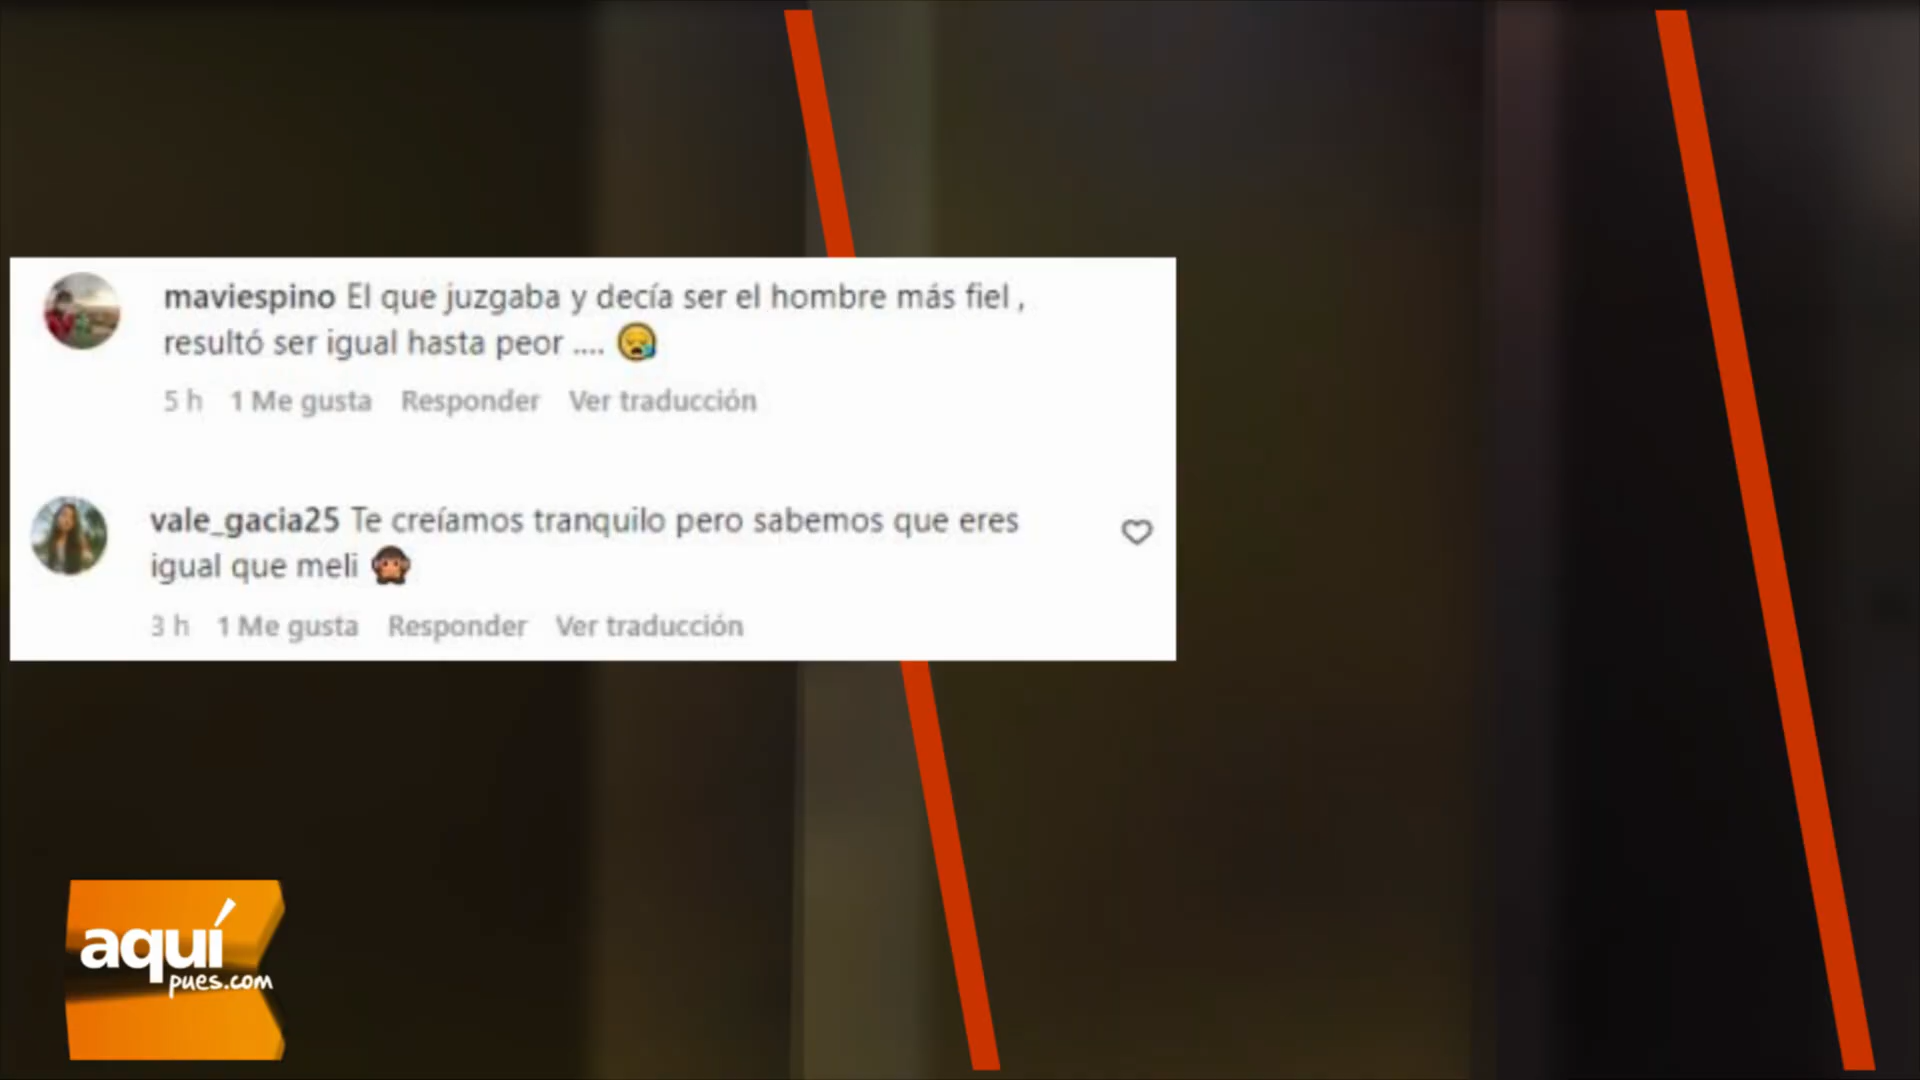 maviespino El que juzgaba y decía ser el hombre más fiel ,
resultó ser igual hasta peor .... 😪
5 h 1 Me gusta Responder Ver traducción
vale_gacia25 Te creíamos tranquilo pero sabemos que eres
igual que meli 🙊
3 h 1 Me gusta Responder Ver traducción
aquí
pues.com